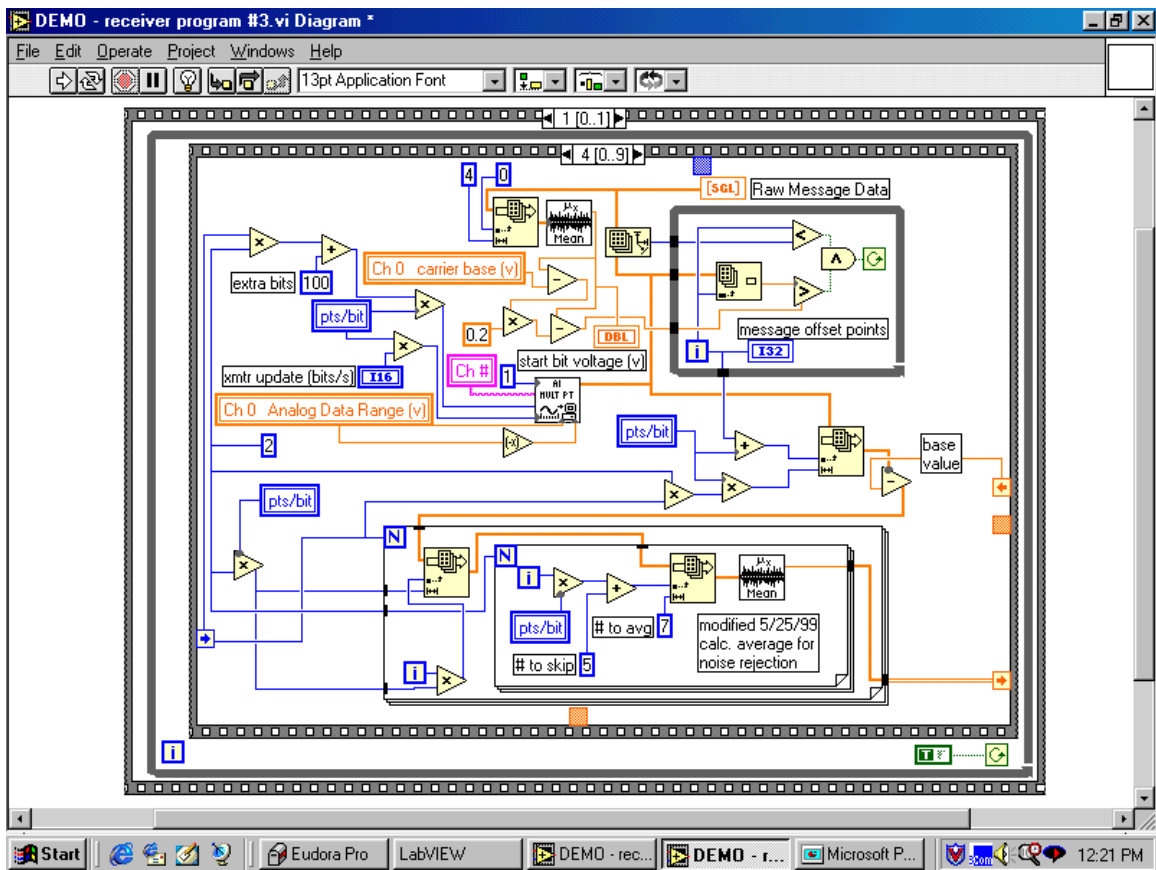 DEMO - receiver program #3.vi Diagram *
File Edit Operate Project Windows Help
13pt Application Font
1 [0..1]
4 [0..9]
4
0
[SGL]
Raw Message Data
μx
Mean
extra bits
100
Ch 0 carrier base (v)
pts/bit
0.2
DBL
message offset points
i
I32
xmtr update (bits/s)
I16
Ch #
1
start bit voltage (v)
AI
MULT PT
Ch 0 Analog Data Range (v)
(-x)
2
pts/bit
base
value
pts/bit
N
N
i
μx
Mean
pts/bit
# to avg
7
modified 5/25/99
calc. average for
noise rejection
# to skip
5
i
i
T
Start
Eudora Pro
LabVIEW
DEMO - rec...
DEMO - r...
Microsoft P...
12:21 PM